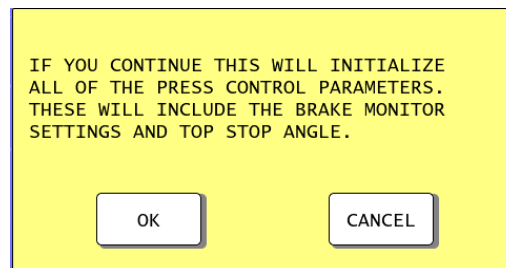 IF YOU CONTINUE THIS WILL INITIALIZE
ALL OF THE PRESS CONTROL PARAMETERS.
THESE WILL INCLUDE THE BRAKE MONITOR
SETTINGS AND TOP STOP ANGLE.
OK
CANCEL